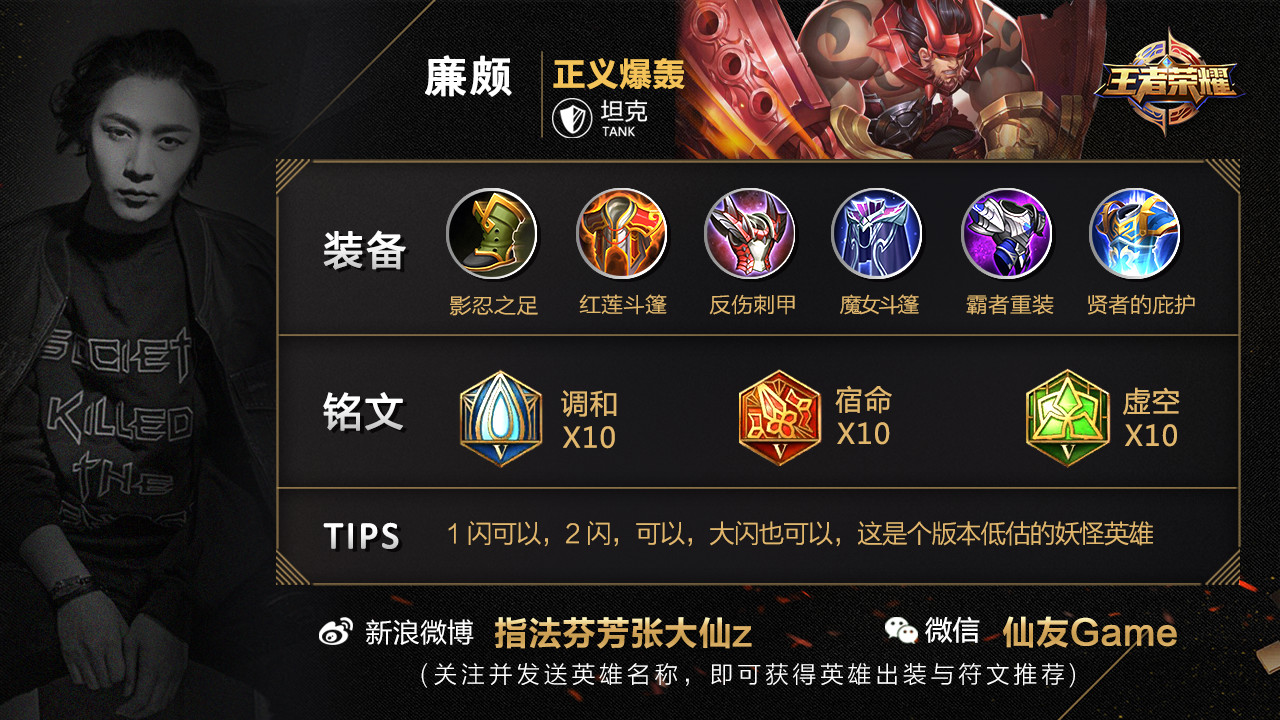 廉颇
正义爆轰
坦克
TANK
王者荣耀
装备
影忍之足 红莲斗篷 反伤刺甲 魔女斗篷 霸者重装 贤者的庇护
铭文
调和
X10
宿命
X10
虚空
X10
V V V
TIPS
1闪可以，2闪，可以，大闪也可以，这是个版本低估的妖怪英雄
SOCIET
KILLED
THE
新浪微博 指法芬芳张大仙z 微信 仙友Game
（关注并发送英雄名称，即可获得英雄出装与符文推荐）